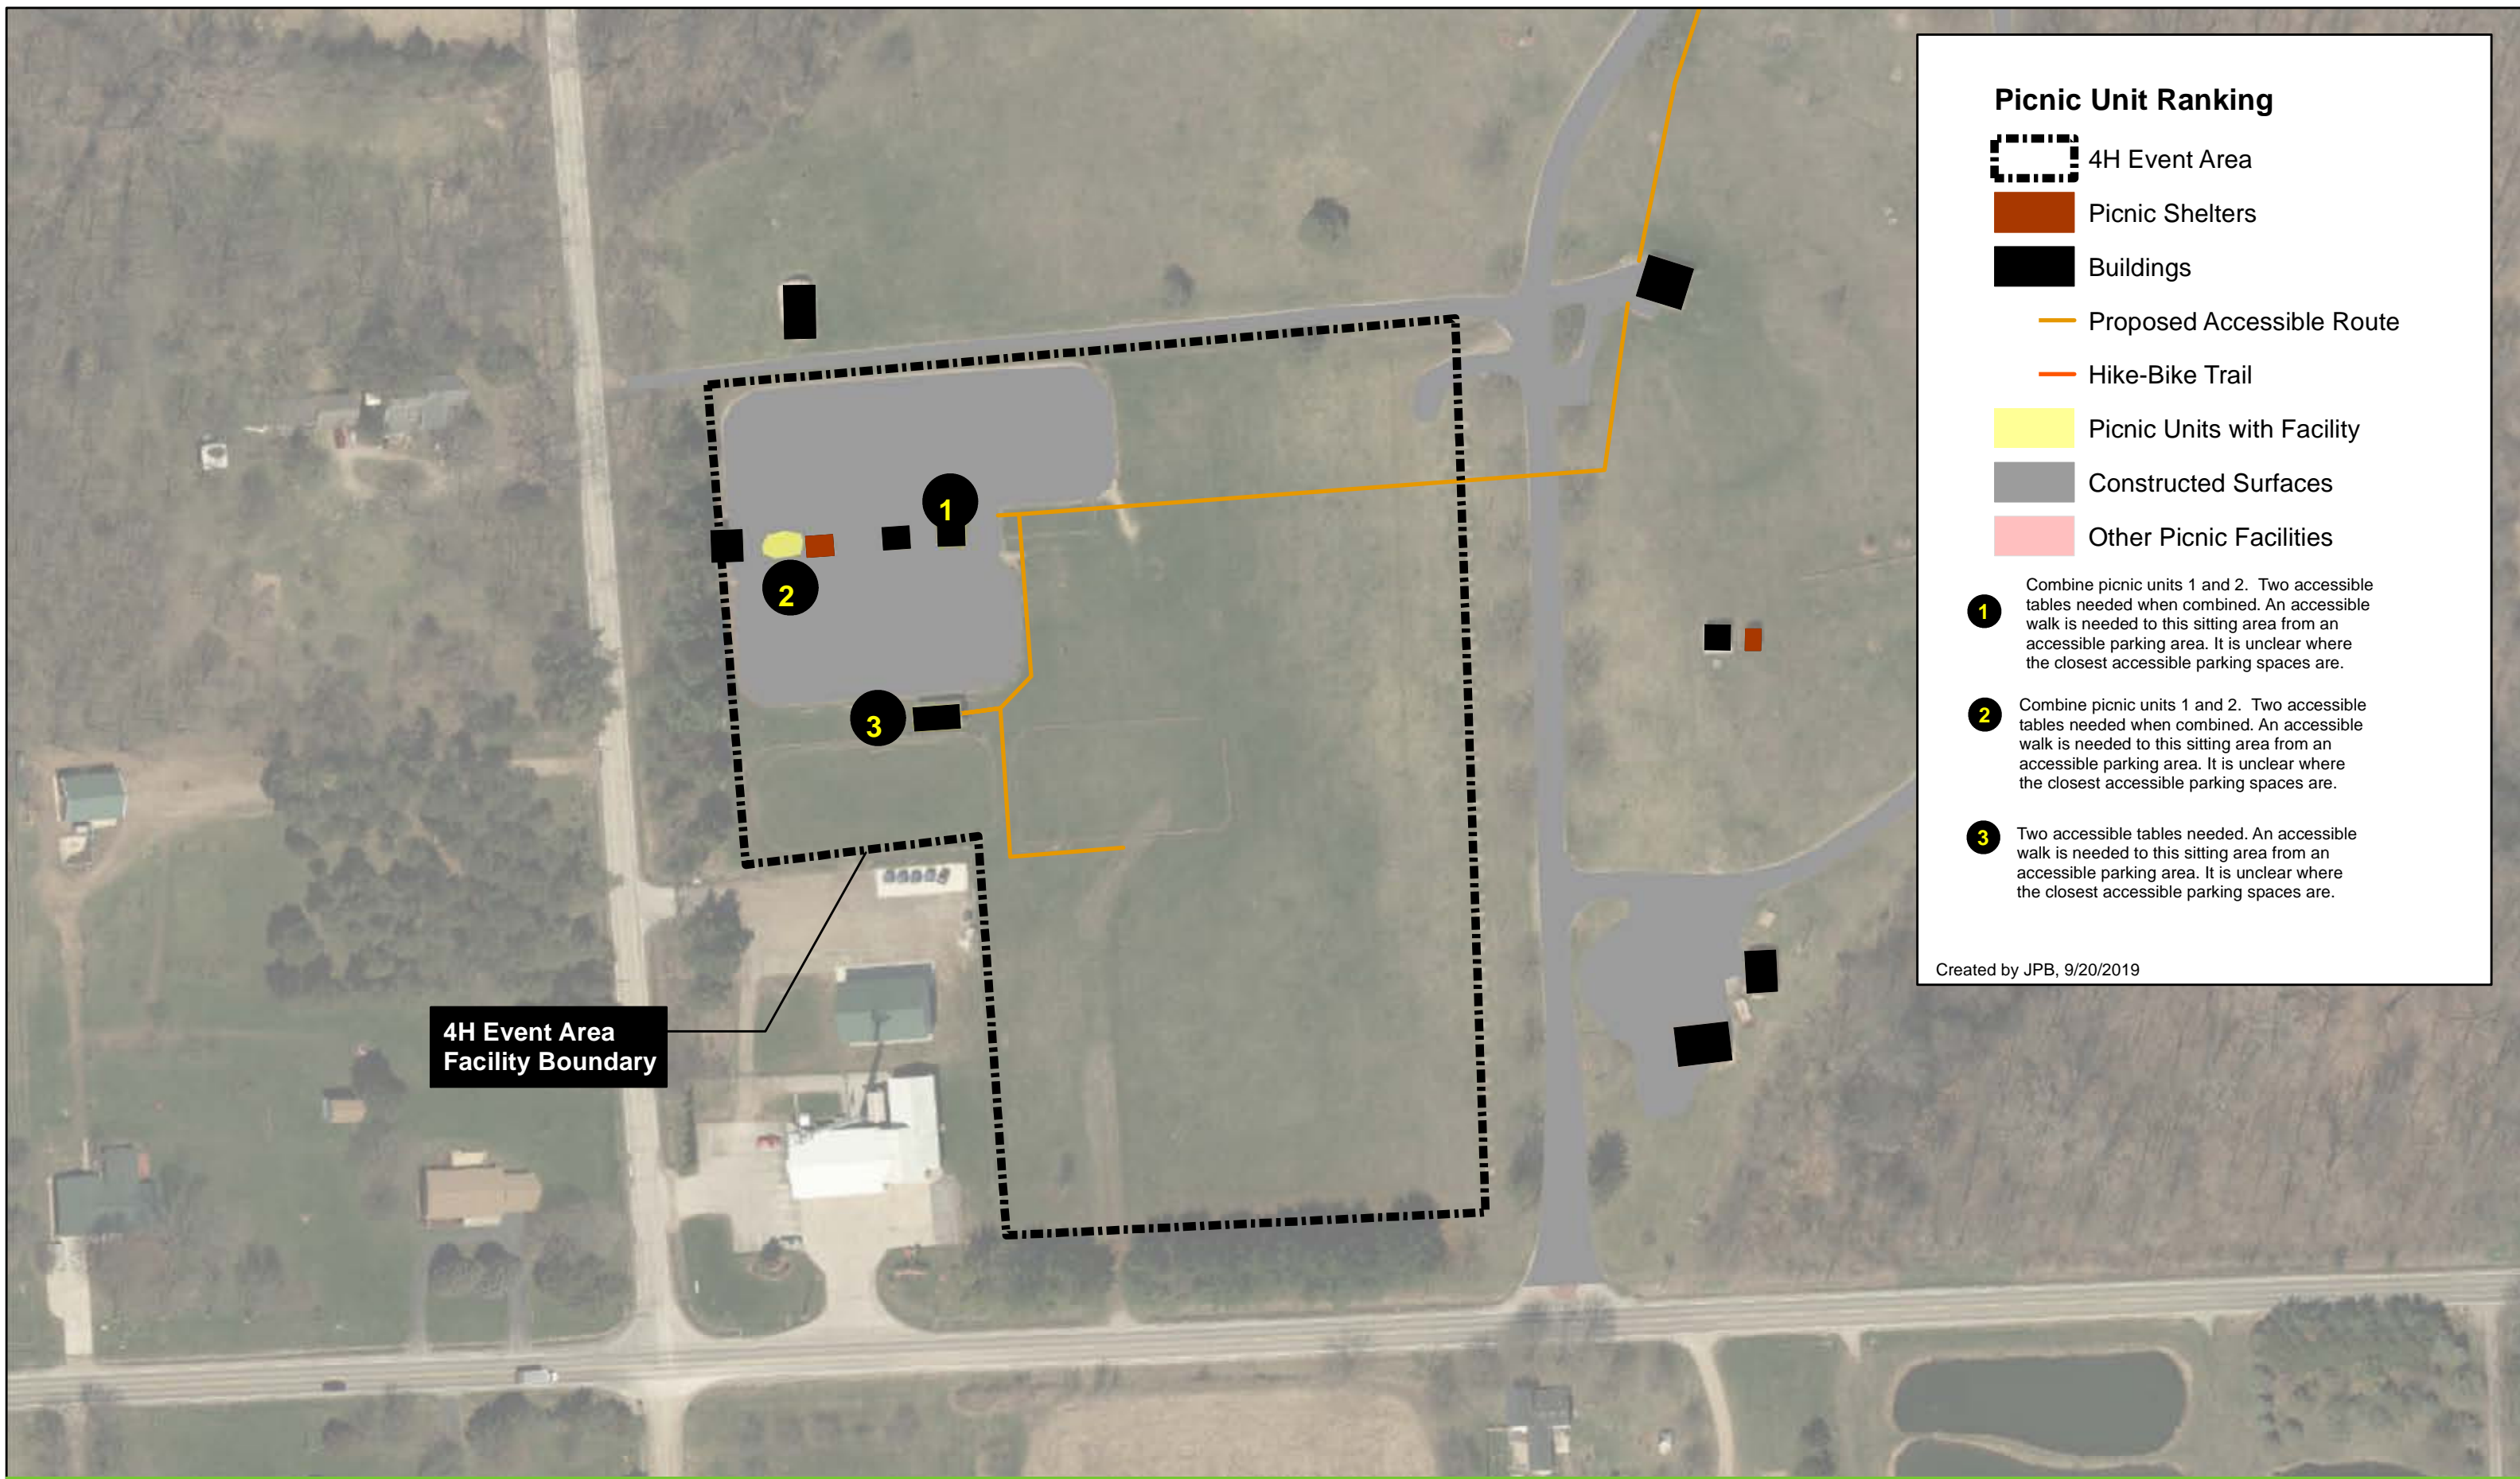 Picnic Unit Ranking
4H Event Area
Picnic Shelters
Buildings
Proposed Accessible Route
Hike-Bike Trail
Picnic Units with Facility
Constructed Surfaces
Other Picnic Facilities
1
Combine picnic units 1 and 2.  Two accessible
tables needed when combined. An accessible
walk is needed to this sitting area from an
accessible parking area. It is unclear where
the closest accessible parking spaces are.
2
Combine picnic units 1 and 2.  Two accessible
tables needed when combined. An accessible
walk is needed to this sitting area from an
accessible parking area. It is unclear where
the closest accessible parking spaces are.
3
Two accessible tables needed. An accessible
walk is needed to this sitting area from an
accessible parking area. It is unclear where
the closest accessible parking spaces are.
Created by JPB, 9/20/2019
1
2
3
4H Event Area
Facility Boundary